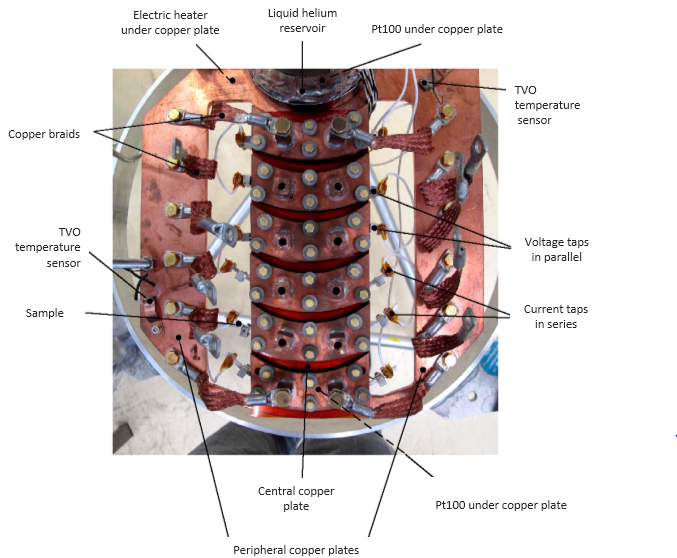 Electric heater
under copper plate
Liquid helium
reservoir
Pt100 under copper plate
TVO
temperature
sensor
Copper braids
TVO
temperature
sensor
Voltage taps
in parallel
Sample
Current taps
in series
Central copper
plate
Pt100 under copper plate
Peripheral copper plates